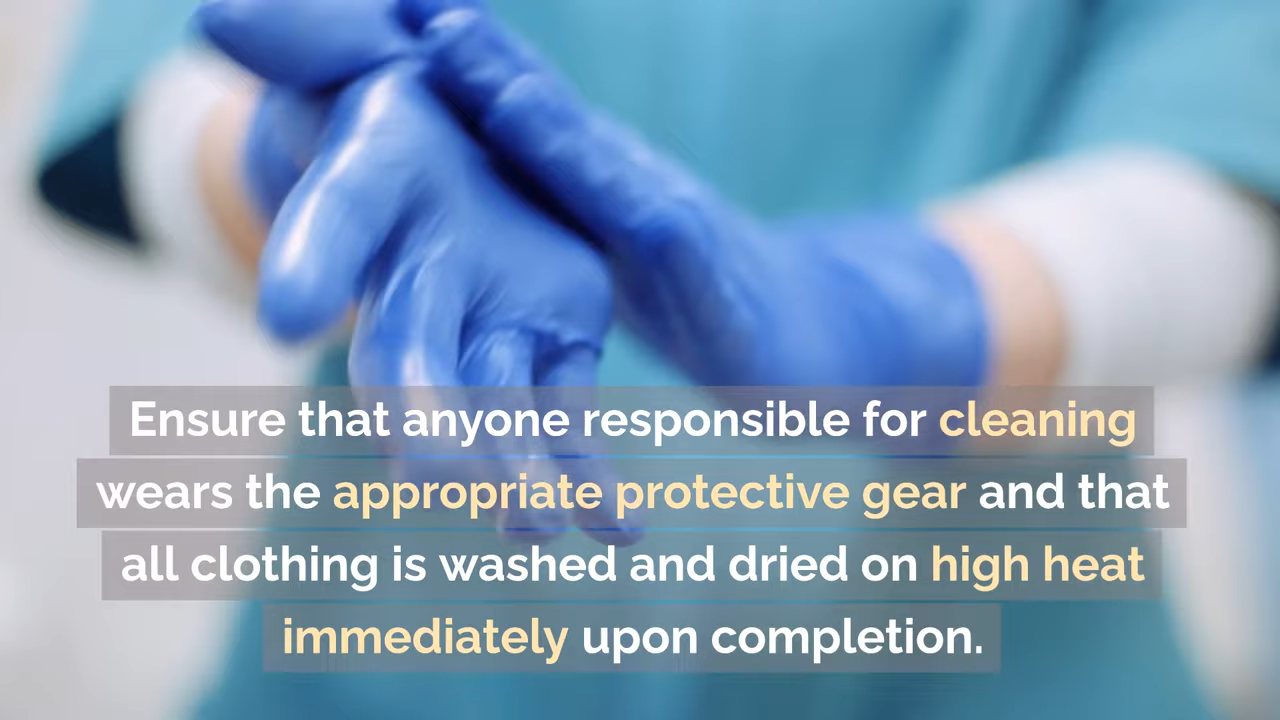 Ensure that anyone responsible for cleaning
wears the appropriate protective gear and that
all clothing is washed and dried on high heat
immediately upon completion.